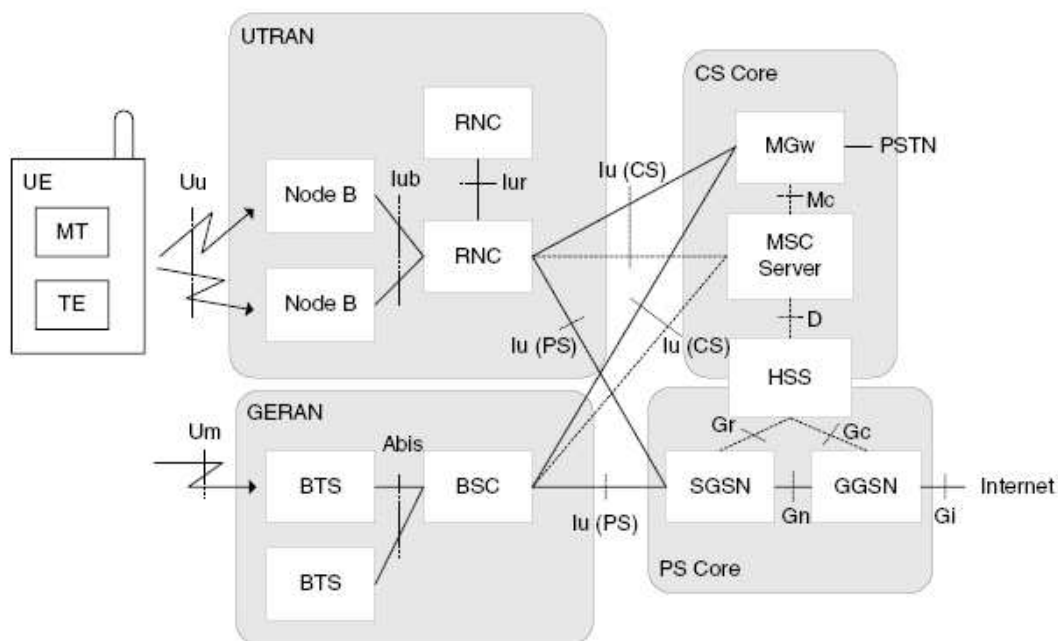 UTRAN
CS Core
RNC
MGw
PSTN
UE
Uu
Iub
Iur
Iu (CS)
Node B
Mc
MT
RNC
MSC
Server
Node B
TE
D
Iu (PS)
Iu (CS)
HSS
GERAN
Um
Abis
Gr
Gc
BTS
BSC
SGSN
GGSN
Internet
Iu (PS)
Gn
Gi
BTS
PS Core